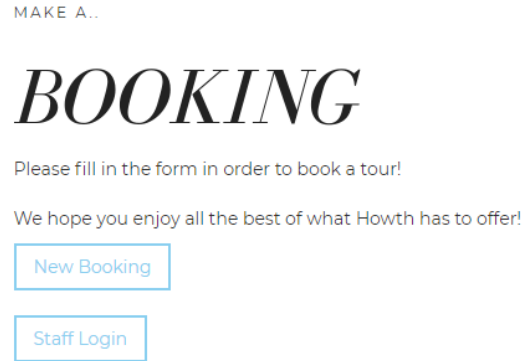 MAKE A..
BOOKING
Please fill in the form in order to book a tour!
We hope you enjoy all the best of what Howth has to offer!
New Booking
Staff Login